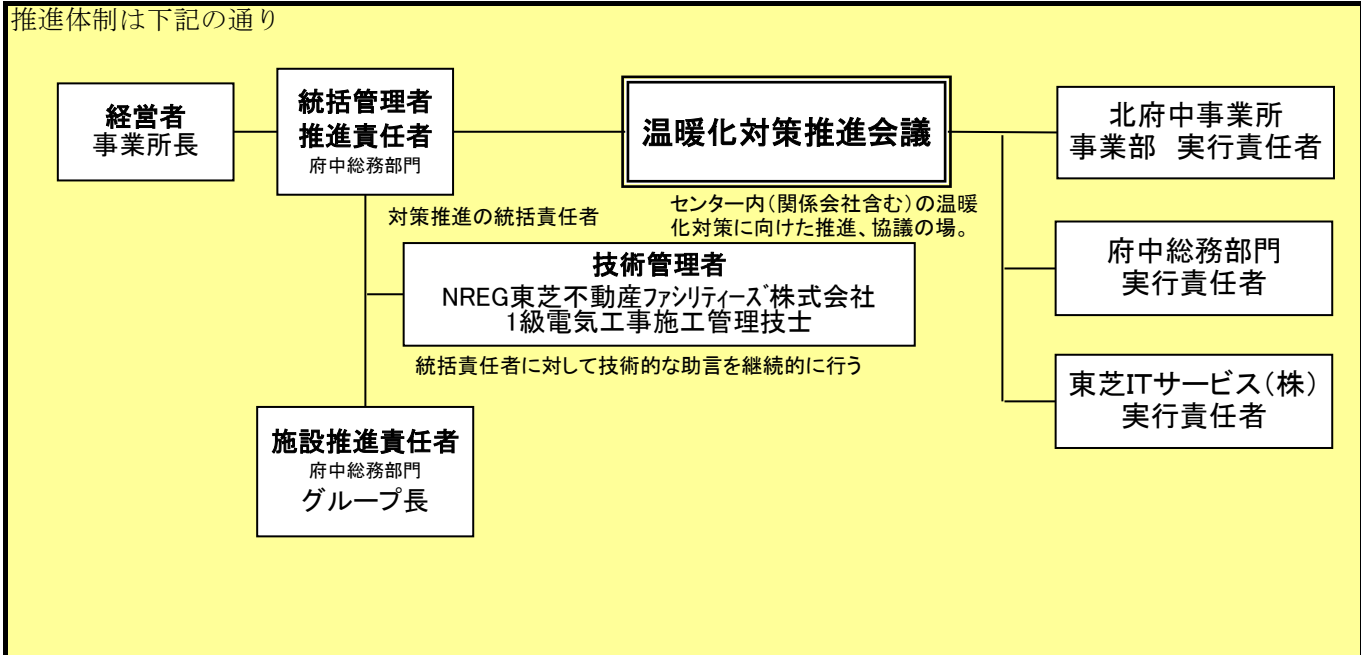 推進体制は下記の通り
経営者
事業所長
統括管理者
推進責任者
府中総務部門
対策推進の統括責任者
温暖化対策推進会議
センター内(関係会社含む)の温暖
化対策に向けた推進、協議の場。
技術管理者
NREG東芝不動産ファシリティーズ株式会社
1級電気工事施工管理技士
統括責任者に対して技術的な助言を継続的に行う
施設推進責任者
府中総務部門
グループ長
北府中事業所
事業部 実行責任者
府中総務部門
実行責任者
東芝ITサービス(株)
実行責任者